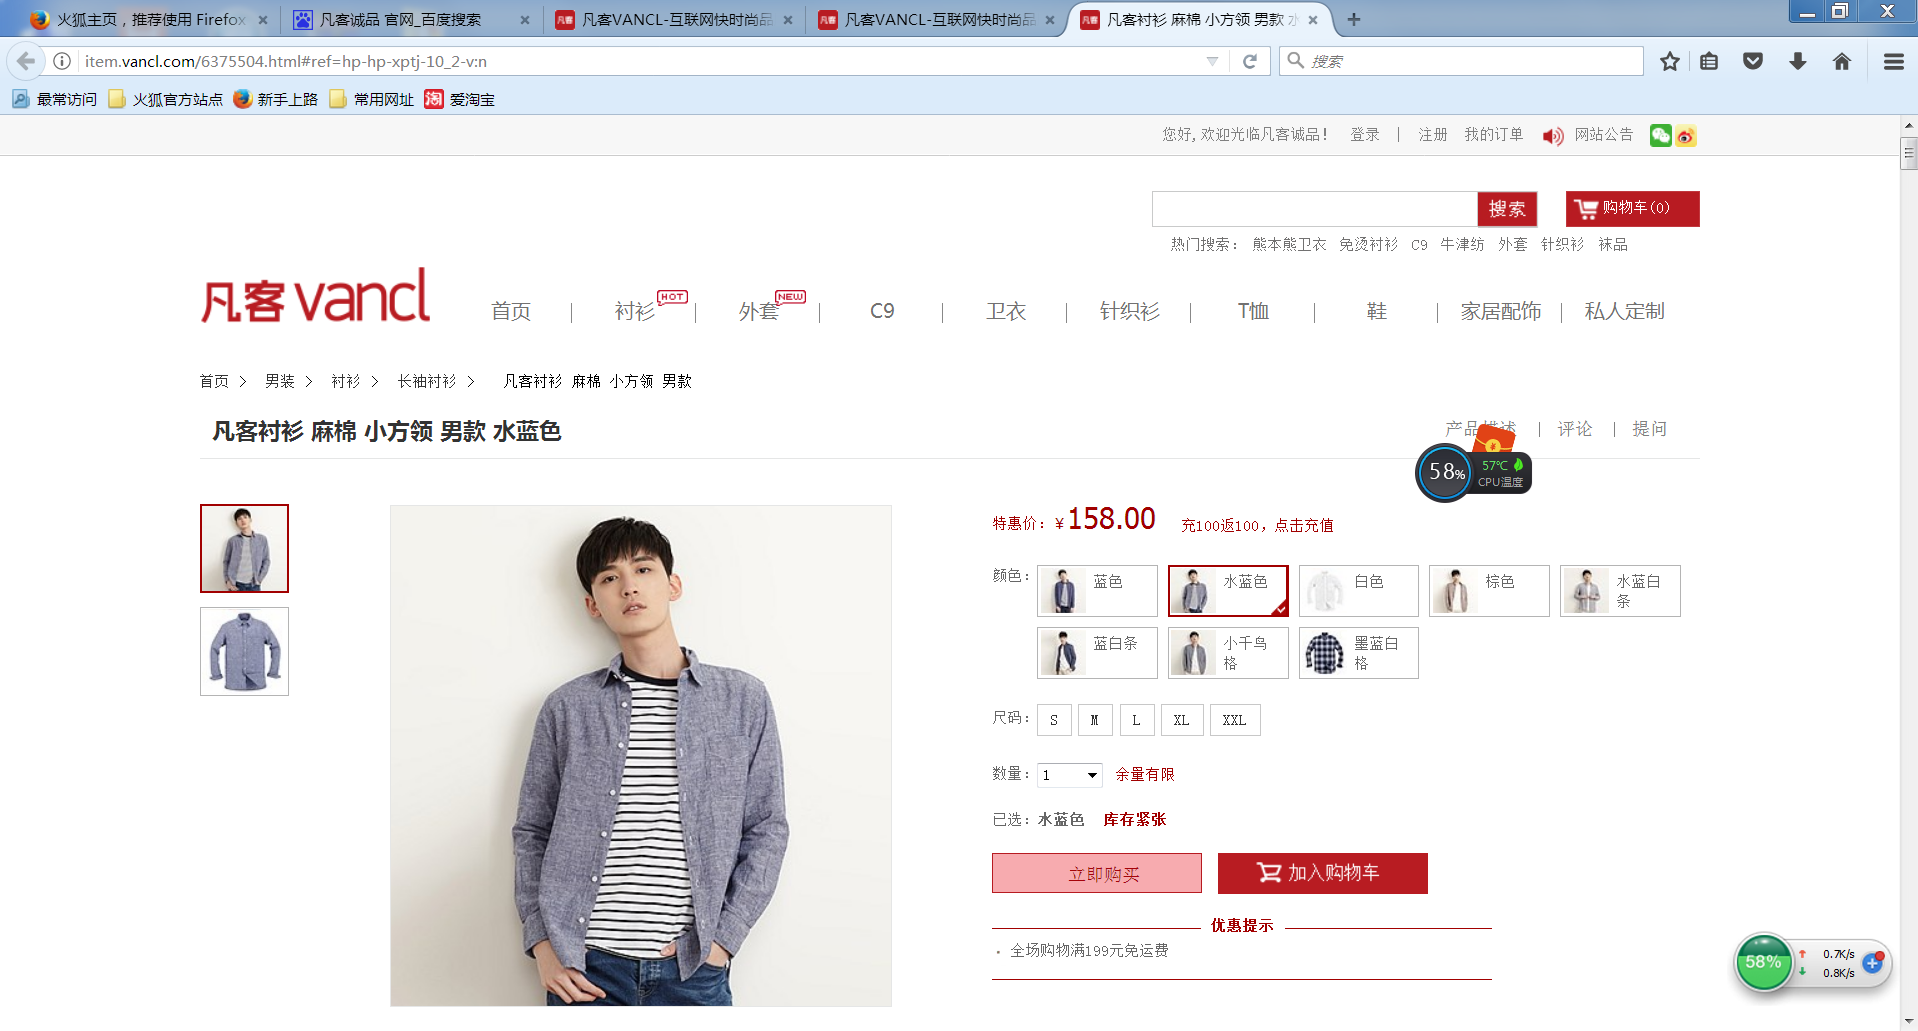 火狐主页，推荐使用 Firefox
凡客诚品 官网_百度搜索
凡客VANCL-互联网快时尚品
凡客VANCL-互联网快时尚品
凡客衬衫 麻棉 小方领 男款 水
item.vancl.com/6375504.html#ref=hp-hp-xptj-10_2-v:n
搜索
最常访问 火狐官方站点 新手上路 常用网址 淘 爱淘宝
您好, 欢迎光临凡客诚品! 登录 | 注册 我的订单 网站公告
搜索 购物车(0)
热门搜索： 熊本熊卫衣 免烫衬衫 C9 牛津纺 外套 针织衫 袜品
凡客 vancl
首页 | 衬衫 HOT | 外套 NEW | C9 | 卫衣 | 针织衫 | T恤 | 鞋 | 家居配饰 | 私人定制
首页 > 男装 > 衬衫 > 长袖衬衫 > 凡客衬衫 麻棉 小方领 男款
凡客衬衫 麻棉 小方领 男款 水蓝色
产品描述 | 评论 | 提问
58% 57℃
CPU温度
特惠价：￥158.00 充100返100，点击充值
颜色： 蓝色 水蓝色 白色 棕色 水蓝白条
蓝白条 小千鸟格 墨蓝白格
尺码： S M L XL XXL
数量： 1 余量有限
已选：水蓝色 库存紧张
立即购买 加入购物车
优惠提示
· 全场购物满199元免运费
58% 0.7K/s
0.8K/s